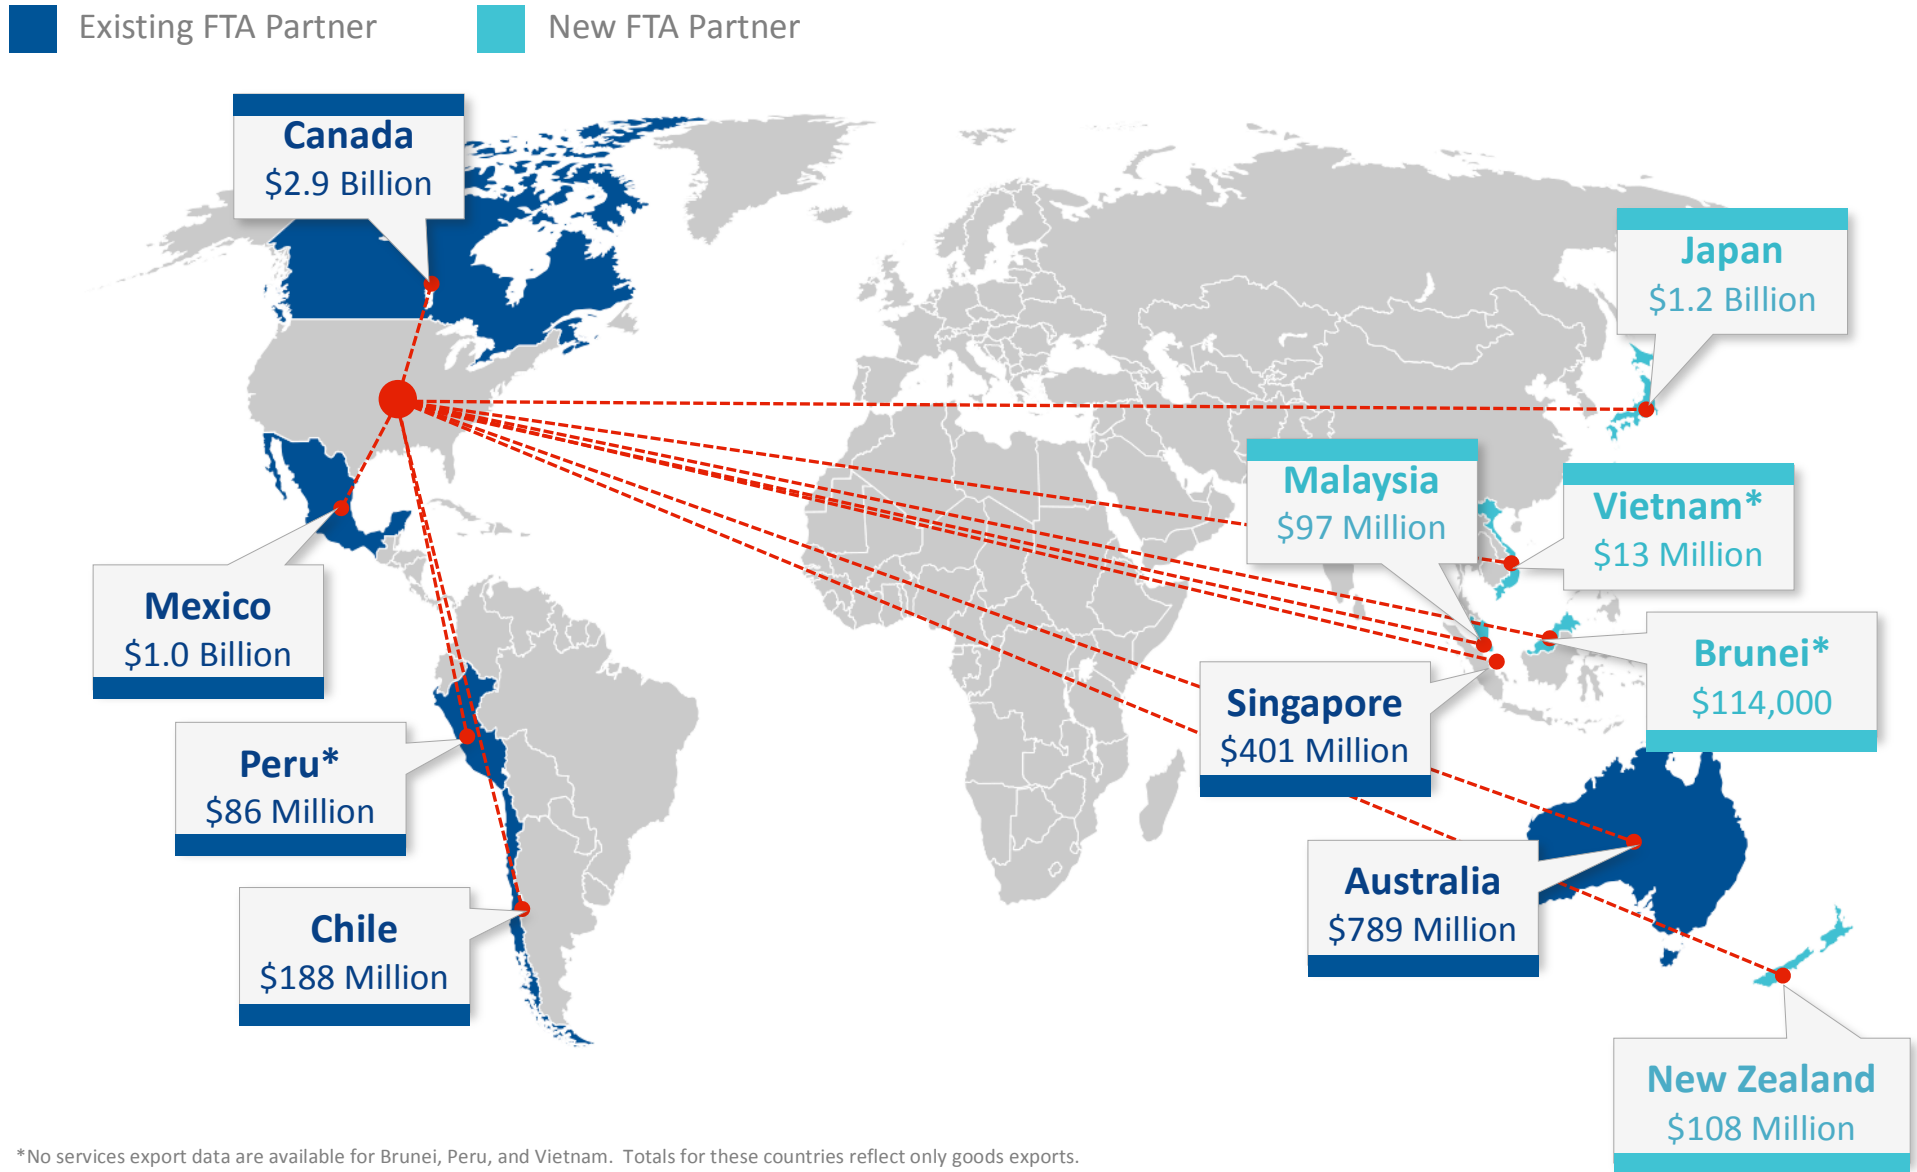 Existing FTA Partner
New FTA Partner
Canada
$2.9 Billion
Japan
$1.2 Billion
Malaysia
$97 Million
Vietnam*
$13 Million
Mexico
$1.0 Billion
Brunei*
$114,000
Singapore
$401 Million
Peru*
$86 Million
Australia
$789 Million
Chile
$188 Million
New Zealand
$108 Million
*No services export data are available for Brunei, Peru, and Vietnam. Totals for these countries reflect only goods exports.